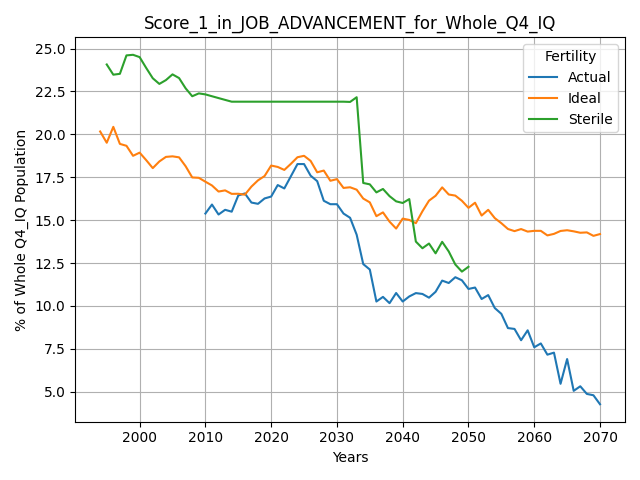 Score_1_in_JOB_ADVANCEMENT_for_Whole_Q4_IQ
Fertility
Actual
Ideal
Sterile
% of Whole Q4_IQ Population
25.0
22.5
20.0
17.5
15.0
12.5
10.0
7.5
5.0
2000 2010 2020 2030 2040 2050 2060 2070
Years